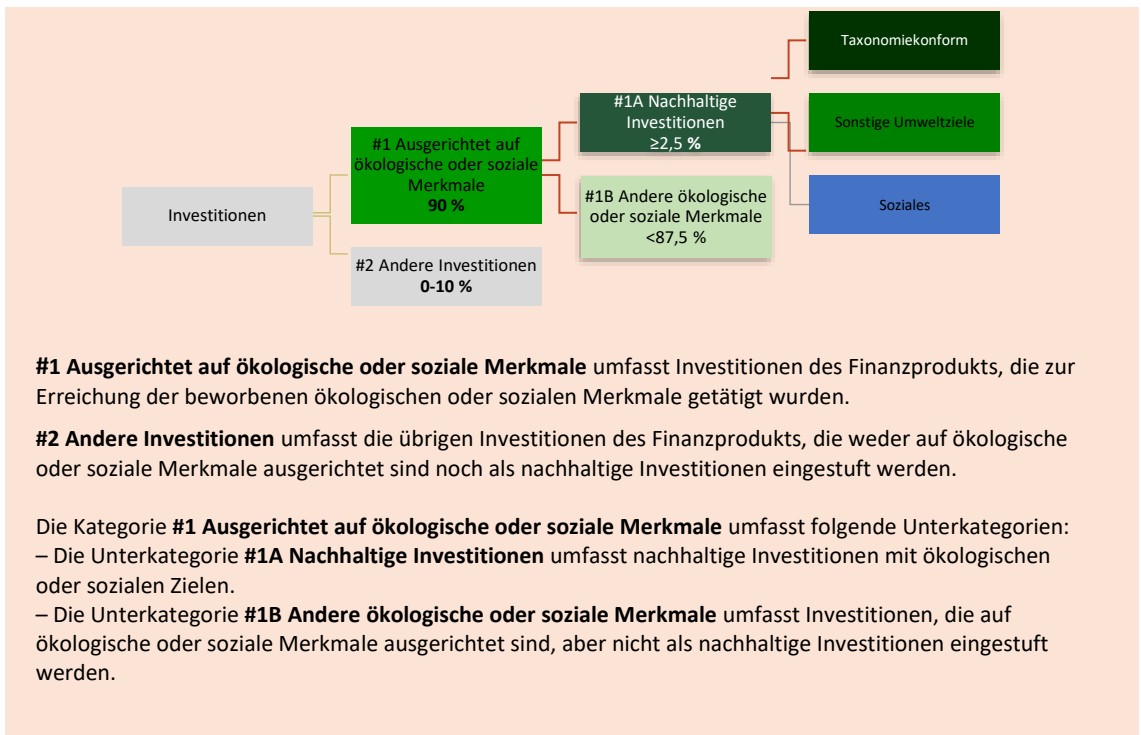 Taxonomiekonform
#1A Nachhaltige
Investitionen
≥2,5 %
Sonstige Umweltziele
#1 Ausgerichtet auf
ökologische oder soziale
Merkmale
90 %
#1B Andere ökologische
oder soziale Merkmale
<87,5 %
Soziales
Investitionen
#2 Andere Investitionen
0-10 %
#1 Ausgerichtet auf ökologische oder soziale Merkmale umfasst Investitionen des Finanzprodukts, die zur
Erreichung der beworbenen ökologischen oder sozialen Merkmale getätigt wurden.
#2 Andere Investitionen umfasst die übrigen Investitionen des Finanzprodukts, die weder auf ökologische
oder soziale Merkmale ausgerichtet sind noch als nachhaltige Investitionen eingestuft werden.
Die Kategorie #1 Ausgerichtet auf ökologische oder soziale Merkmale umfasst folgende Unterkategorien:
– Die Unterkategorie #1A Nachhaltige Investitionen umfasst nachhaltige Investitionen mit ökologischen
oder sozialen Zielen.
– Die Unterkategorie #1B Andere ökologische oder soziale Merkmale umfasst Investitionen, die auf
ökologische oder soziale Merkmale ausgerichtet sind, aber nicht als nachhaltige Investitionen eingestuft
werden.